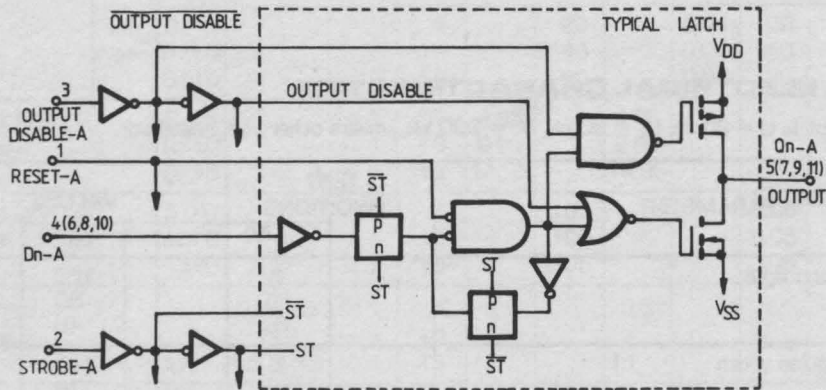 OUTPUT DISABLE
TYPICAL LATCH
VDD
3
OUTPUT
DISABLE-A
OUTPUT DISABLE
1
RESET-A
Qn-A
5(7,9,11)
OUTPUT
4(6,8,10)
Dn-A
ST
p
n
ST
ST
p
n
ST
VSS
2
STROBE-A
ST
ST